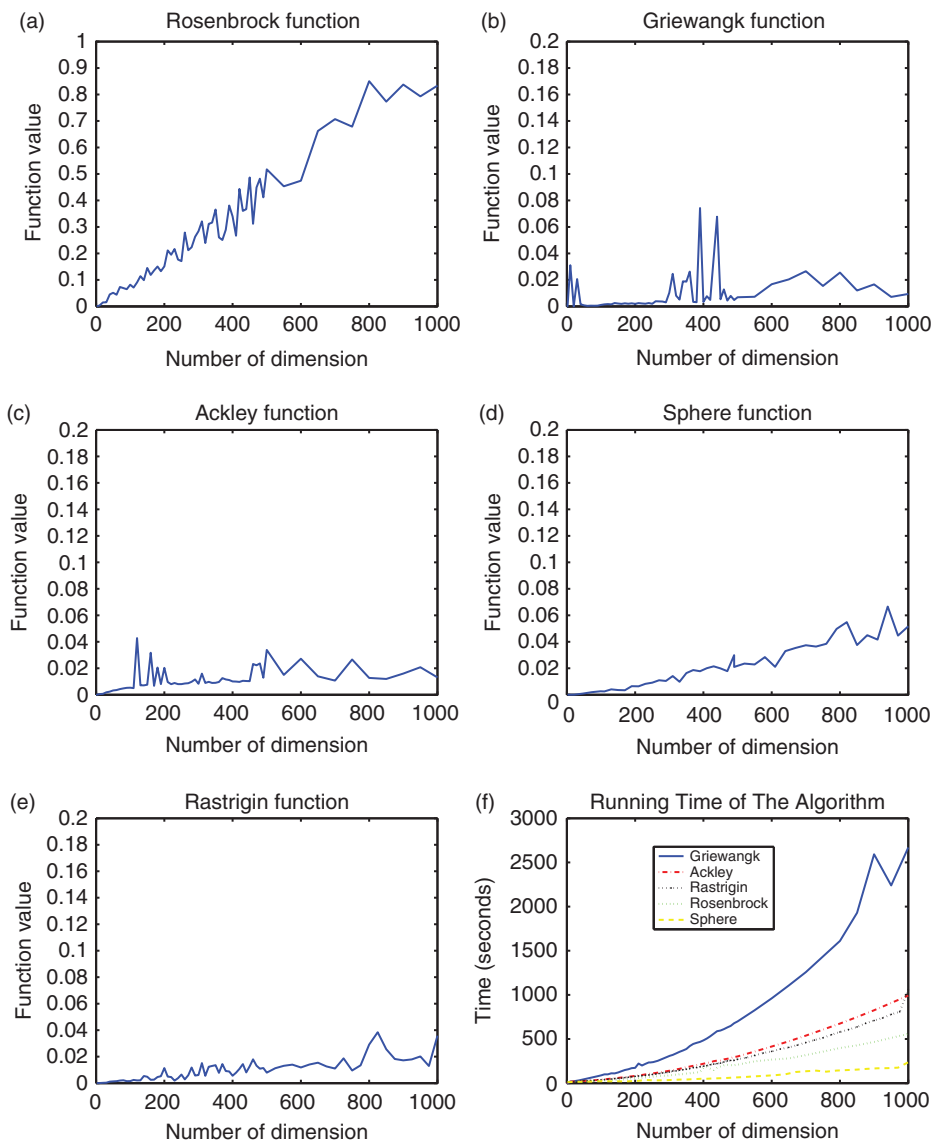 (a)
Rosenbrock function
1
0.9
0.8
0.7
0.6
0.5
0.4
0.3
0.2
0.1
0
Function value
0 200 400 600 800 1000
Number of dimension
(b)
Griewangk function
0.2
0.18
0.16
0.14
0.12
0.1
0.08
0.06
0.04
0.02
0
Function value
0 200 400 600 800 1000
Number of dimension
(c)
Ackley function
0.2
0.18
0.16
0.14
0.12
0.1
0.08
0.06
0.04
0.02
0
Function value
0 200 400 600 800 1000
Number of dimension
(d)
Sphere function
0.2
0.18
0.16
0.14
0.12
0.1
0.08
0.06
0.04
0.02
0
Function value
0 200 400 600 800 1000
Number of dimension
(e)
Rastrigin function
0.2
0.18
0.16
0.14
0.12
0.1
0.08
0.06
0.04
0.02
0
Function value
0 200 400 600 800 1000
Number of dimension
(f)
Running Time of The Algorithm
3000
2500
2000
1500
1000
500
0
Time (seconds)
Griewangk
Ackley
Rastrigin
Rosenbrock
Sphere
0 200 400 600 800 1000
Number of dimension